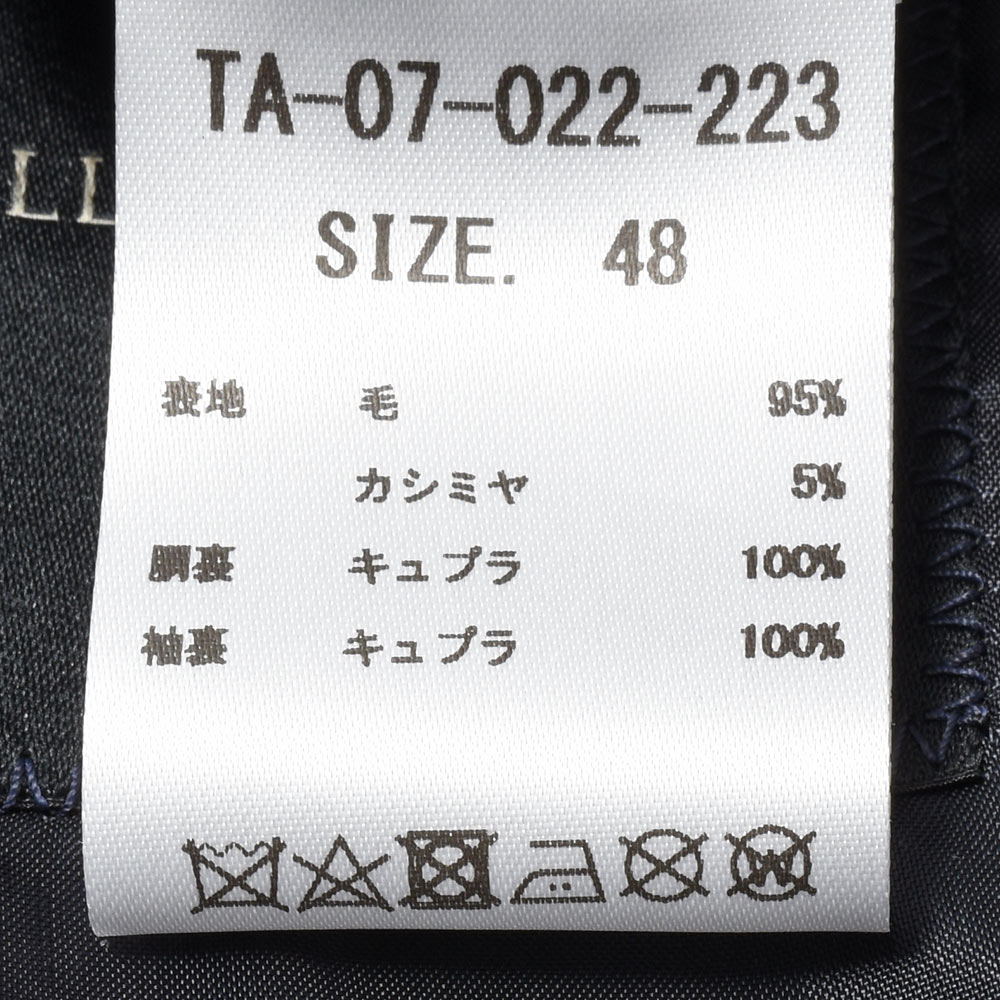 TA-07-022-223
LL
SIZE. 48
表地 毛 95%
カシミヤ 5%
胴裏 キュプラ 100%
袖裏 キュプラ 100%
W